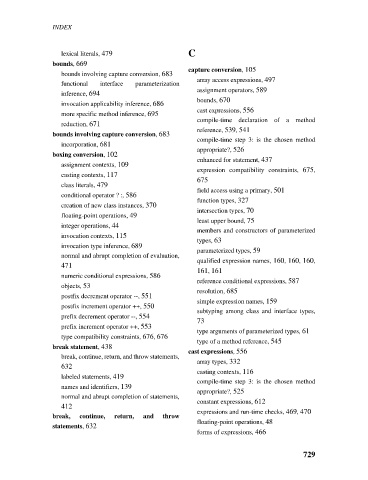 INDEX
lexical literals, 479
bounds, 669
bounds involving capture conversion, 683
functional interface parameterization
inference, 694
invocation applicability inference, 686
more specific method inference, 695
reduction, 671
bounds involving capture conversion, 683
incorporation, 681
boxing conversion, 102
assignment contexts, 109
casting contexts, 117
class literals, 479
conditional operator ? :, 586
creation of new class instances, 370
floating-point operations, 49
integer operations, 44
invocation contexts, 115
invocation type inference, 689
normal and abrupt completion of evaluation,
471
numeric conditional expressions, 586
objects, 53
postfix decrement operator --, 551
postfix increment operator ++, 550
prefix decrement operator --, 554
prefix increment operator ++, 553
type compatibility constraints, 676, 676
break statement, 438
break, continue, return, and throw statements,
632
labeled statements, 419
names and identifiers, 139
normal and abrupt completion of statements,
412
break, continue, return, and throw
statements, 632
C
capture conversion, 105
array access expressions, 497
assignment operators, 589
bounds, 670
cast expressions, 556
compile-time declaration of a method
reference, 539, 541
compile-time step 3: is the chosen method
appropriate?, 526
enhanced for statement, 437
expression compatibility constraints, 675,
675
field access using a primary, 501
function types, 327
intersection types, 70
least upper bound, 75
members and constructors of parameterized
types, 63
parameterized types, 59
qualified expression names, 160, 160, 160,
161, 161
reference conditional expressions, 587
resolution, 685
simple expression names, 159
subtyping among class and interface types,
73
type arguments of parameterized types, 61
type of a method reference, 545
cast expressions, 556
array types, 332
casting contexts, 116
compile-time step 3: is the chosen method
appropriate?, 525
constant expressions, 612
expressions and run-time checks, 469, 470
floating-point operations, 48
forms of expressions, 466
729